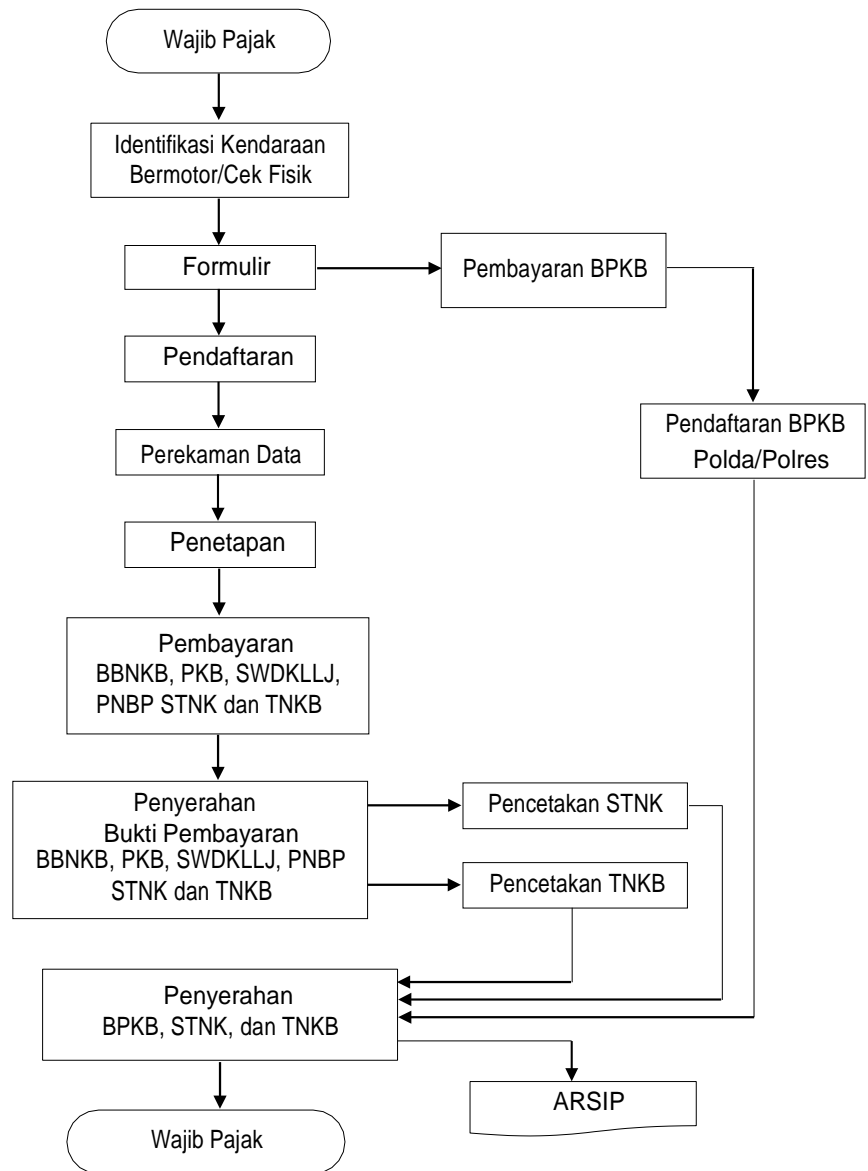 Wajib Pajak
Identifikasi Kendaraan
Bermotor/Cek Fisik
Formulir
Pembayaran BPKB
Pendaftaran
Pendaftaran BPKB
Polda/Polres
Perekaman Data
Penetapan
Pembayaran
BBNKB, PKB, SWDKLLJ,
PNBP STNK dan TNKB
Penyerahan
Bukti Pembayaran
BBNKB, PKB, SWDKLLJ, PNBP
STNK dan TNKB
Pencetakan STNK
Pencetakan TNKB
Penyerahan
BPKB, STNK, dan TNKB
ARSIP
Wajib Pajak